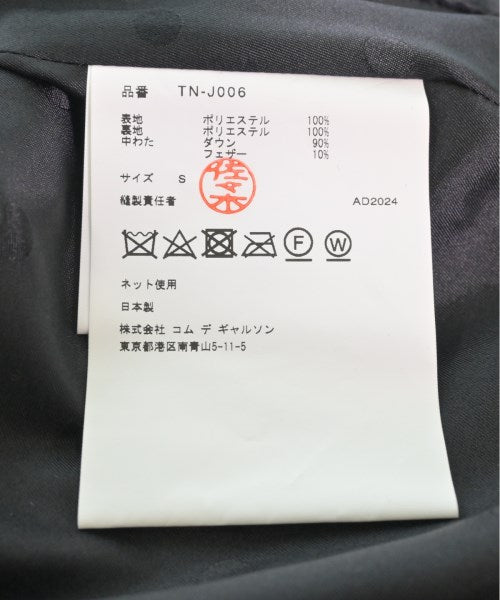 品番 TN-J006
表地 ポリエステル 100%
裏地 ポリエステル 100%
中わた ダウン 90%
フェザー 10%
サイズ S
佐々木
縫製責任者 AD2024
F W
ネット使用
日本製
株式会社 コム デ ギャルソン
東京都港区南青山5-11-5